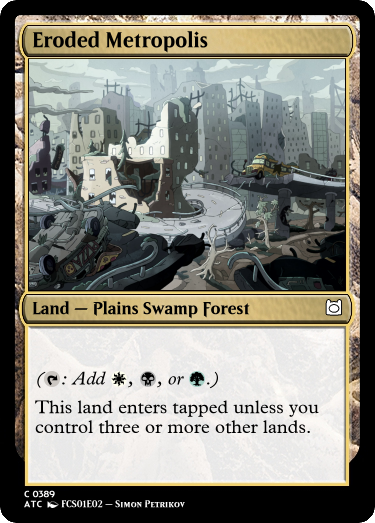 Eroded Metropolis
Land — Plains Swamp Forest
(: Add , , or .)
This land enters tapped unless you
control three or more other lands.
C 0389
ATC FCS01E02 – Simon Petrikov